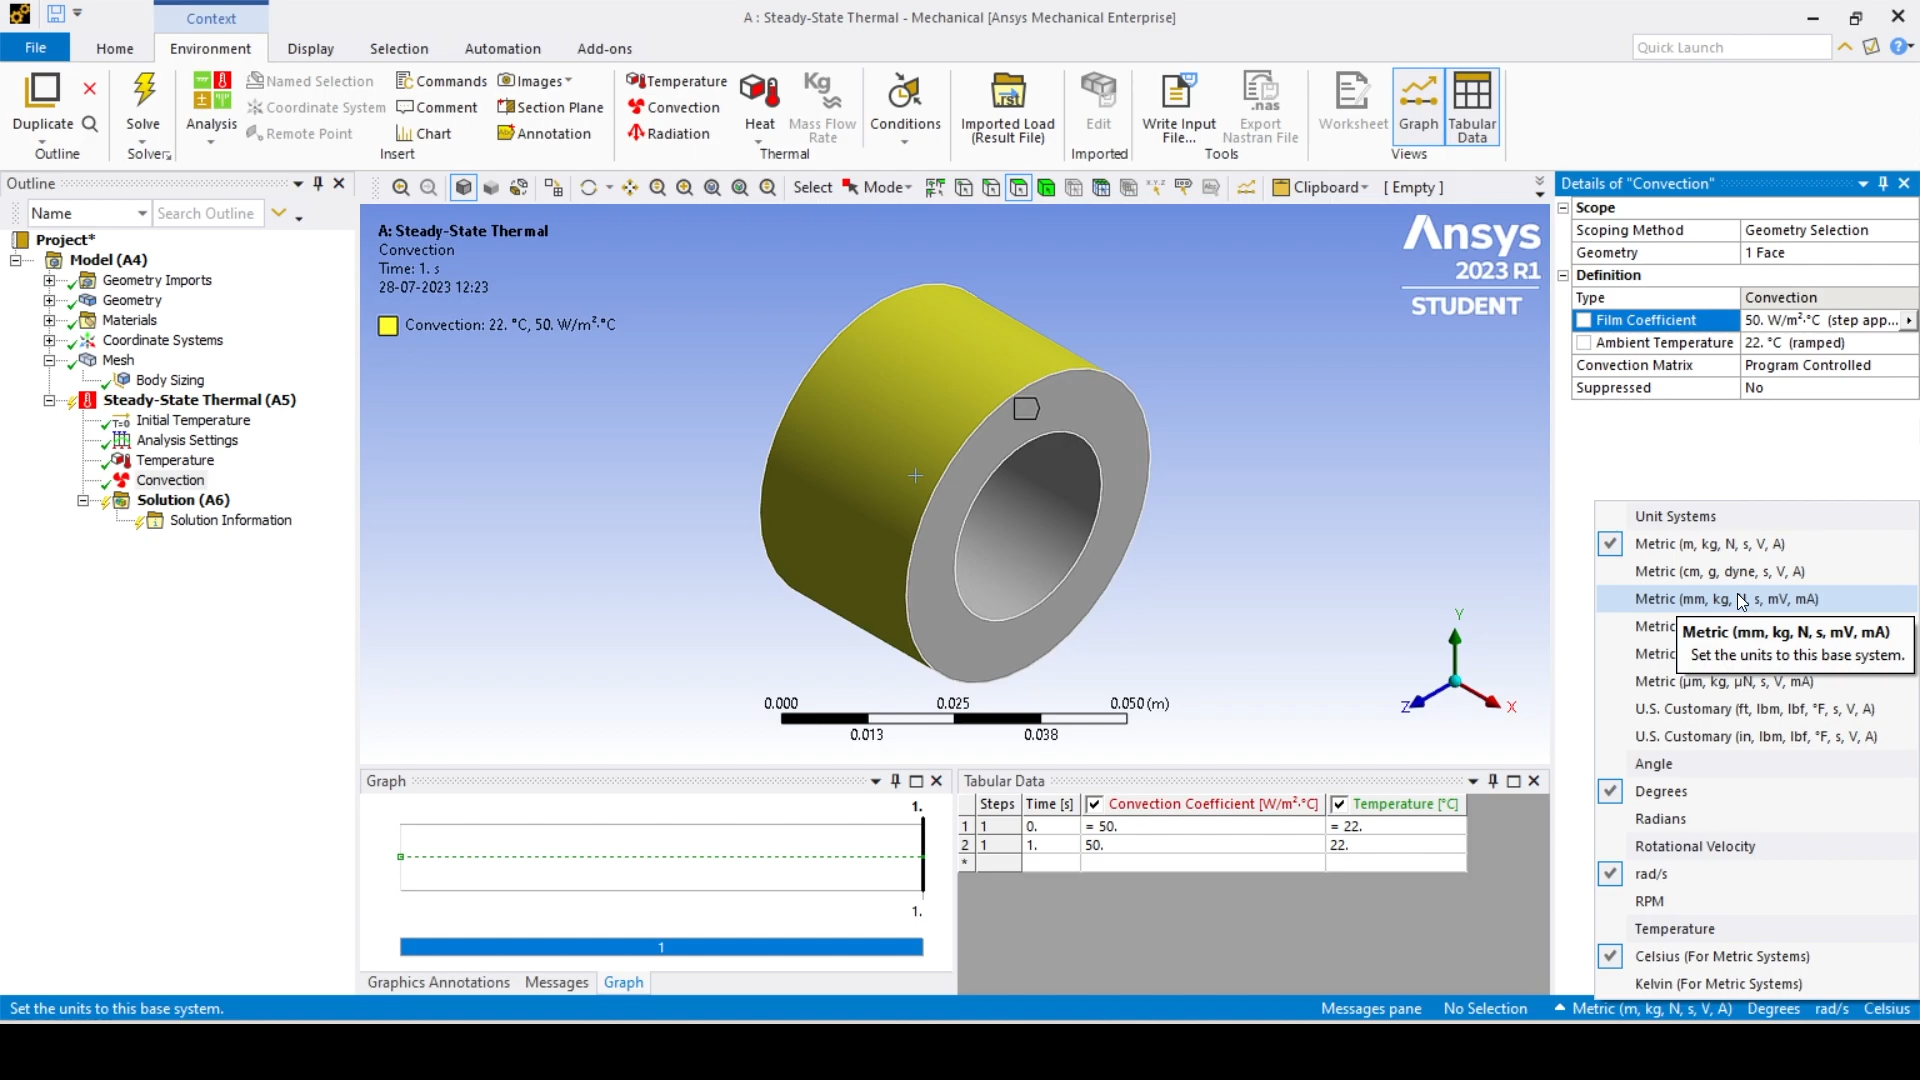 Context
A : Steady-State Thermal - Mechanical [Ansys Mechanical Enterprise]
File Home Environment Display Selection Automation Add-ons
Quick Launch
Duplicate
Outline
Solve
Solver
Analysis
Named Selection
Coordinate System
Remote Point
Commands
Comment
Chart
Images
Section Plane
Annotation
Insert
Temperature
Convection
Radiation
Heat
Kg
Mass Flow
Rate
Thermal
Conditions
.rst
Imported Load
(Result File)
Edit
Imported
Write Input
File...
.nas
Export
Nastran File
Tools
Worksheet
Graph
Tabular
Data
Views
Outline
Name
Search Outline
Select Mode Clipboard [ Empty ]
Project*
Model (A4)
Geometry Imports
Geometry
Materials
Coordinate Systems
Mesh
Body Sizing
Steady-State Thermal (A5)
T=0 Initial Temperature
Analysis Settings
Temperature
Convection
Solution (A6)
Solution Information
A: Steady-State Thermal
Convection
Time: 1. s
28-07-2023 12:23
Convection: 22. °C, 50. W/m²·°C
Ansys
2023 R1
STUDENT
Y
Z
X
0.000 0.025 0.050 (m)
0.013 0.038
Details of "Convection"
Scope
Scoping Method Geometry Selection
Geometry 1 Face
Definition
Type Convection
Film Coefficient 50. W/m²·°C (step app...
Ambient Temperature 22. °C (ramped)
Convection Matrix Program Controlled
Suppressed No
Unit Systems
Metric (m, kg, N, s, V, A)
Metric (cm, g, dyne, s, V, A)
Metric (mm, kg, N, s, mV, mA)
Metric
Metric
Metric (mm, kg, N, s, mV, mA)
Set the units to this base system.
Metric (µm, kg, µN, s, V, mA)
U.S. Customary (ft, lbm, lbf, °F, s, V, A)
U.S. Customary (in, lbm, lbf, °F, s, V, A)
Angle
Degrees
Radians
Rotational Velocity
rad/s
RPM
Temperature
Celsius (For Metric Systems)
Kelvin (For Metric Systems)
Graph
1.
1.
1
Graphics Annotations Messages Graph
Tabular Data
Steps Time [s] Convection Coefficient [W/m²·°C] Temperature [°C]
1 1 0. = 50. = 22.
2 1 1. 50. 22.
*
Set the units to this base system.
Messages pane No Selection Metric (m, kg, N, s, V, A) Degrees rad/s Celsius